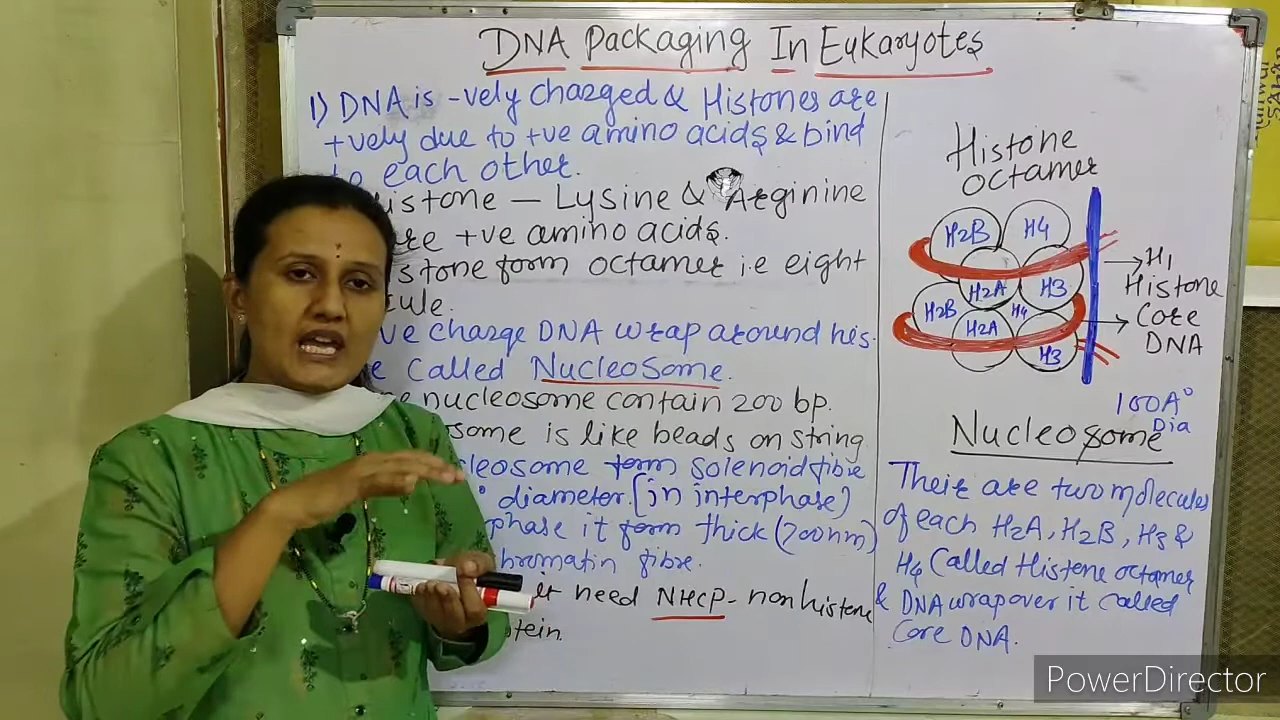 DNA Packaging In Eukaryotes
1) DNA is -vely charged & Histones are
+vely due to +ve amino acids & bind
to each other.
istone — Lysine & Arginine
re +ve amino acids.
stone form octamer i.e eight
cule.
ve charge DNA wrap around his-
e Called NucleoSome.
nucleosome contain 200 bp.
some is like beads on string
cleosome form solenoid fibre
diameter. [in interphase)
phase it form thick (700nm)
hromatin fibre.
It need NHCP - non histone
tein.
Histone
Octamer
H2B H4
H2A H3
H2B H2A H4
H3
H1
Histone
Core
DNA
100A°
Dia
Nucleosome
Their are two molecules
of each H2A, H2B, H3 &
H4 Called Histone octamer
& DNA wrap over it called
Core DNA.
PowerDirector